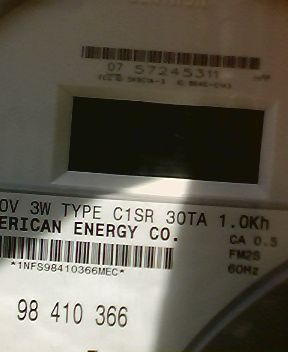 07 57245311
0V 3W TYPE C1SR 30TA 1.0Kh
ERICAN ENERGY CO.
CA 0.5
FM2S
60Hz
*1NFS98410366MEC*
98 410 366